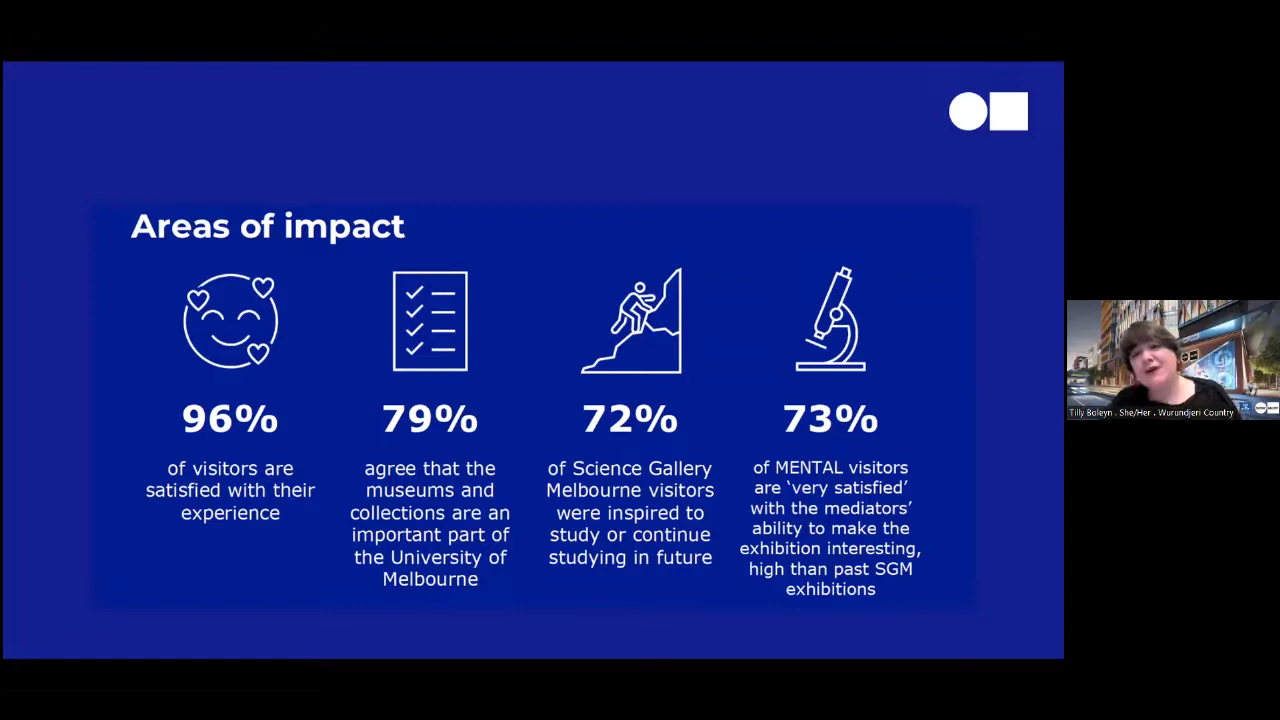 Areas of impact
96%
of visitors are
satisfied with their
experience
79%
agree that the
museums and
collections are an
important part of
the University of
Melbourne
72%
of Science Gallery
Melbourne visitors
were inspired to
study or continue
studying in future
73%
of MENTAL visitors
are ‘very satisfied’
with the mediators’
ability to make the
exhibition interesting,
high than past SGM
exhibitions
Tilly Boleyn . She/Her . Wurundjeri Country